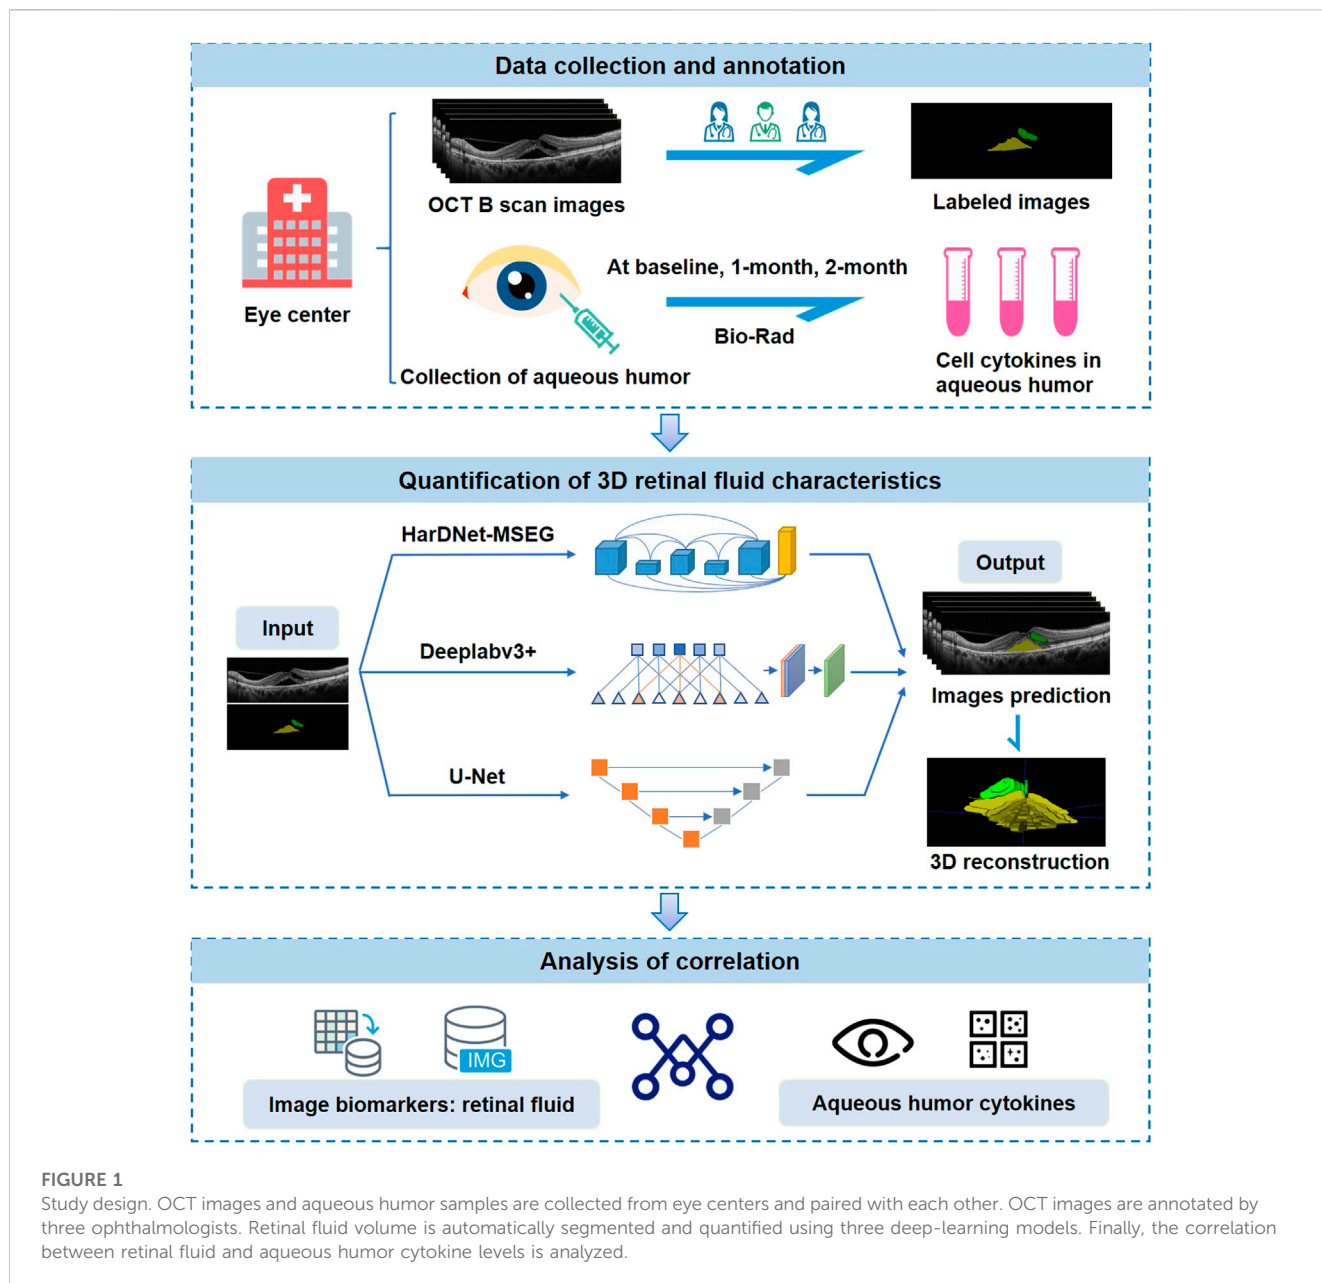 Data collection and annotation
OCT B scan images
Labeled images
Eye center
At baseline, 1-month, 2-month
Bio-Rad
Collection of aqueous humor
Cell cytokines in
aqueous humor
Quantification of 3D retinal fluid characteristics
HarDNet-MSEG
Output
Input
Deeplabv3+
Images prediction
U-Net
3D reconstruction
Analysis of correlation
IMG
Image biomarkers: retinal fluid
Aqueous humor cytokines
FIGURE 1
Study design. OCT images and aqueous humor samples are collected from eye centers and paired with each other. OCT images are annotated by
three ophthalmologists. Retinal fluid volume is automatically segmented and quantified using three deep-learning models. Finally, the correlation
between retinal fluid and aqueous humor cytokine levels is analyzed.